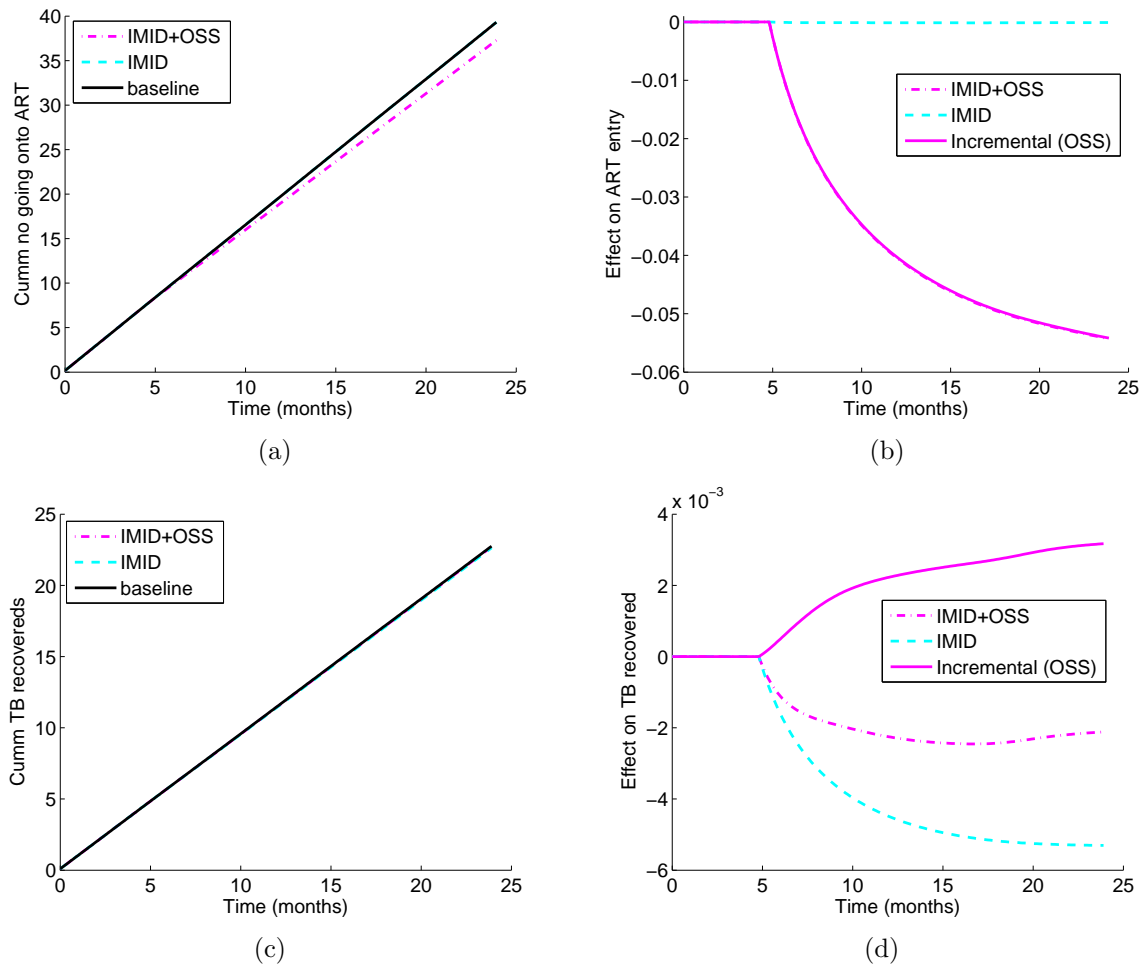 40
35
30
25
20
15
10
5
0
0 5 10 15 20 25
Cumm no going onto ART
Time (months)
IMID+OSS
IMID
baseline
(a)
0
−0.01
−0.02
−0.03
−0.04
−0.05
−0.06
0 5 10 15 20 25
Effect on ART entry
Time (months)
IMID+OSS
IMID
Incremental (OSS)
(b)
25
20
15
10
5
0
0 5 10 15 20 25
Cumm TB recovereds
Time (months)
IMID+OSS
IMID
baseline
(c)
x 10−3
4
2
0
−2
−4
−6
0 5 10 15 20 25
Effect on TB recovered
Time (months)
IMID+OSS
IMID
Incremental (OSS)
(d)